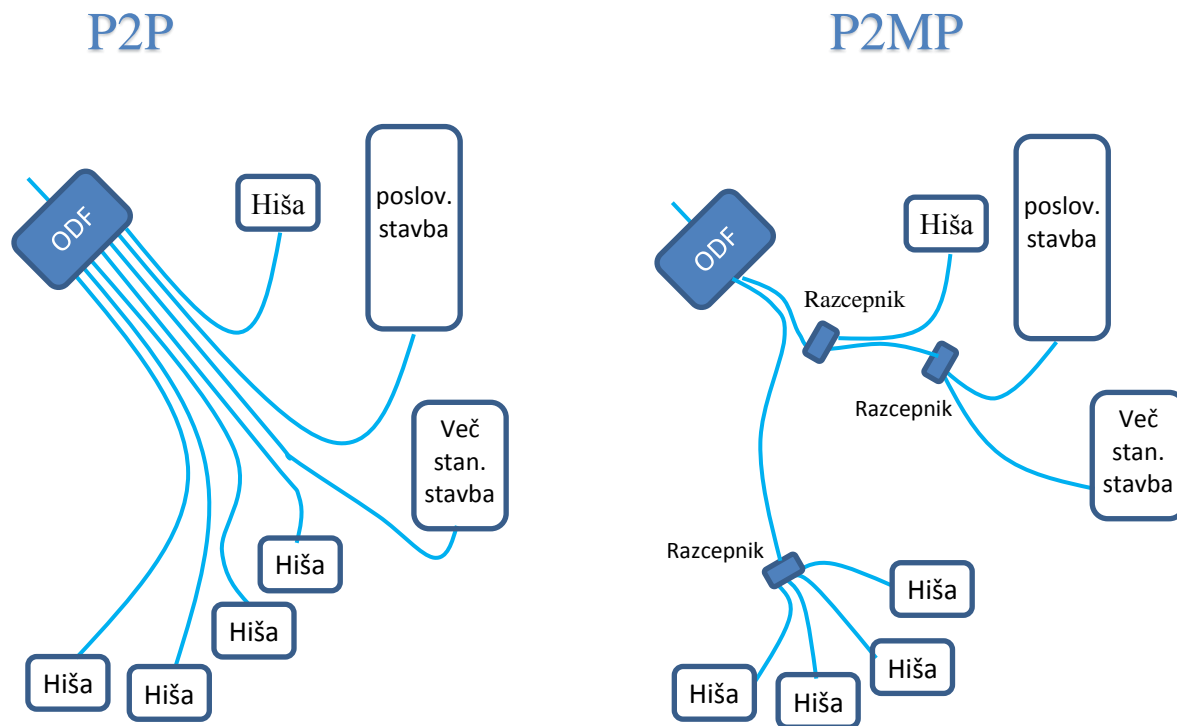 P2P
ODF
Hiša
poslov.
stavba
Več
stan.
stavba
Hiša
Hiša
Hiša
Hiša
P2MP
ODF
Hiša
poslov.
stavba
Razcepnik
Razcepnik
Več
stan.
stavba
Razcepnik
Hiša
Hiša
Hiša
Hiša